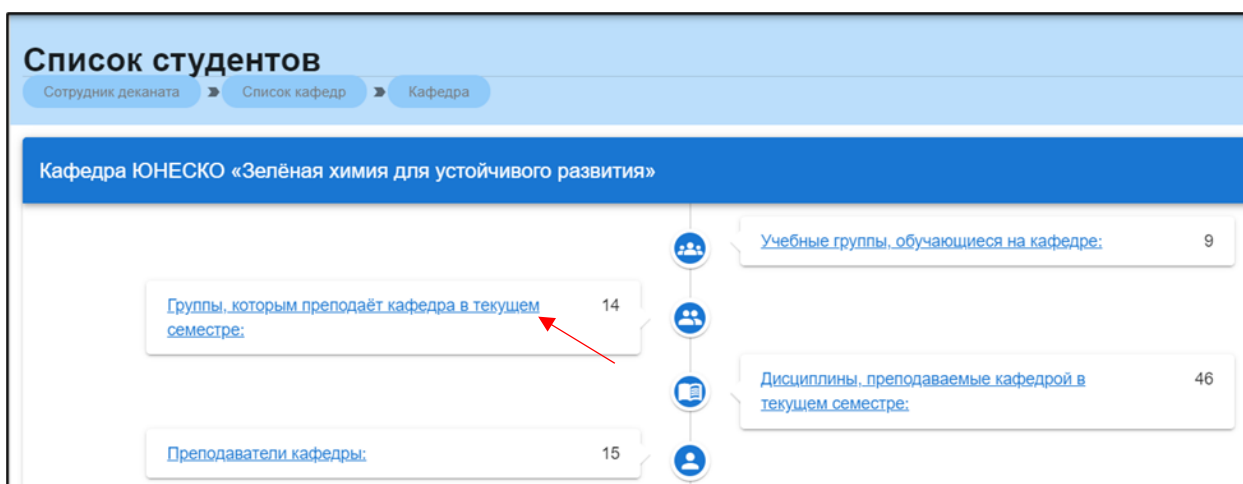 Список студентов
Сотрудник деканата Список кафедр Кафедра
Кафедра ЮНЕСКО «Зелёная химия для устойчивого развития»
Учебные группы, обучающиеся на кафедре: 9
Группы, которым преподаёт кафедра в текущем 14
семестре:
Дисциплины, преподаваемые кафедрой в 46
текущем семестре:
Преподаватели кафедры: 15